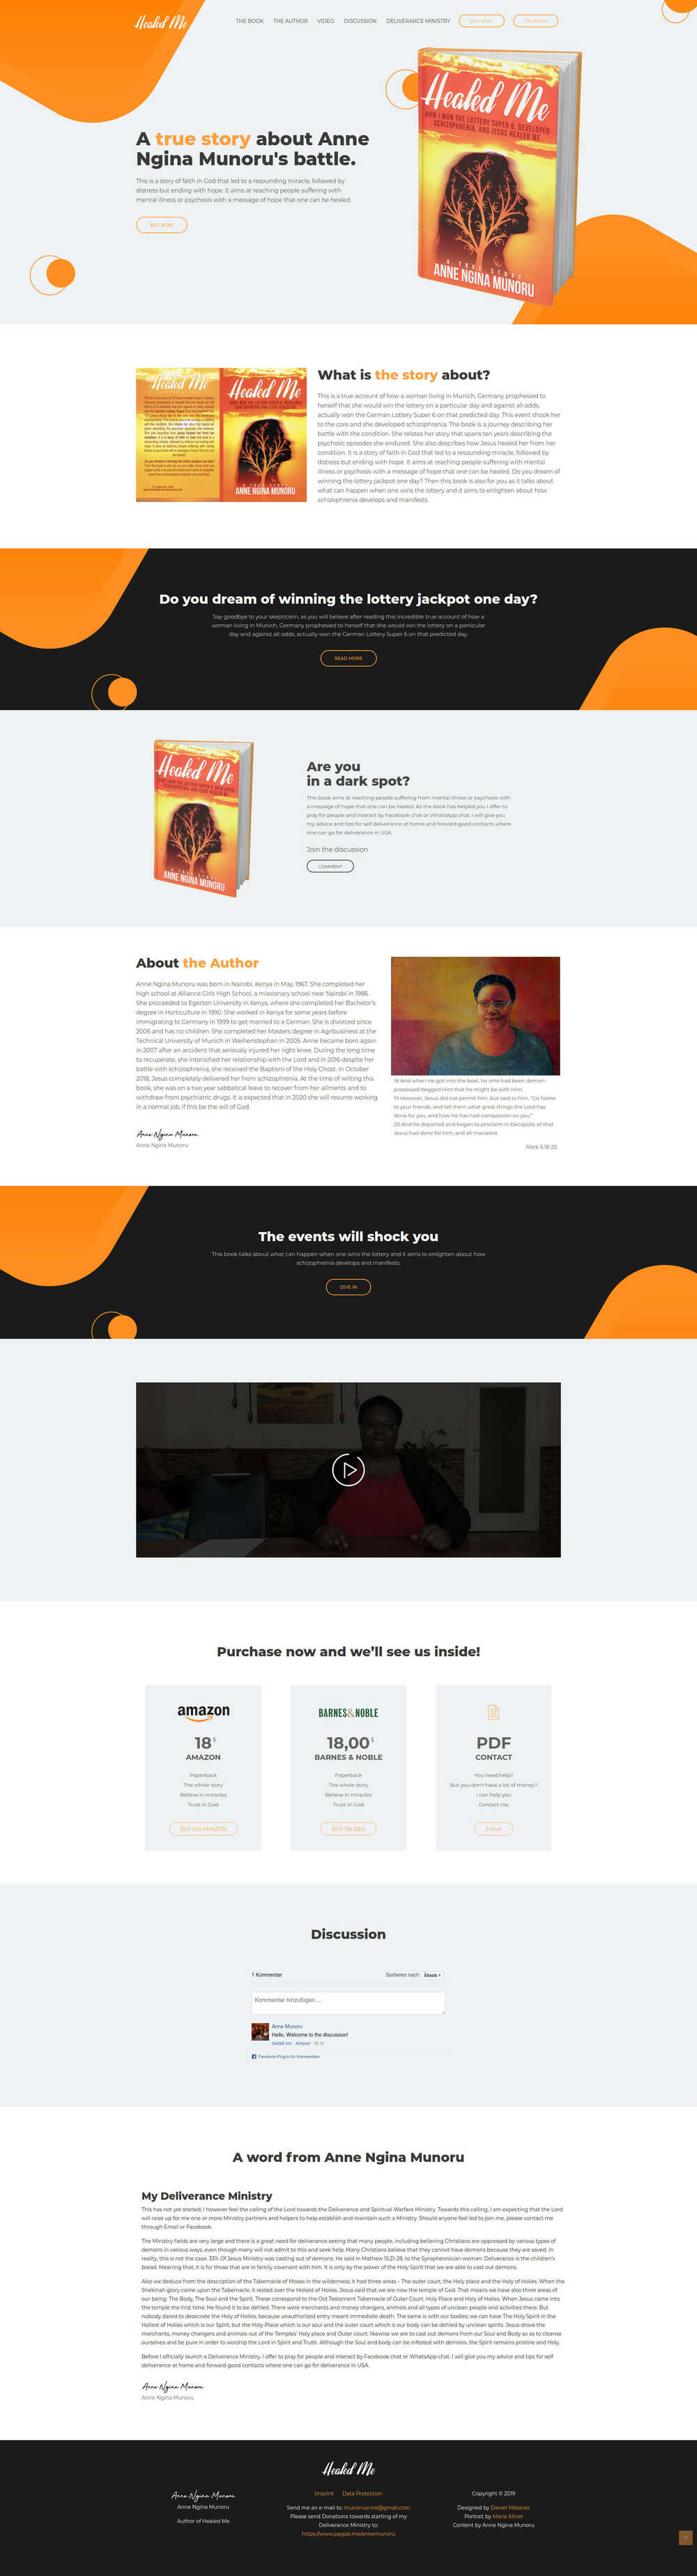 Healed Me
THE BOOK THE AUTHOR VIDEO DISCUSSION DELIVERANCE MINISTRY
Healed Me
HOW I WON THE LOTTERY SUPER 6, DEVELOPED
SCHIZOPHRENIA, AND JESUS HEALED ME
A TRUE STORY
ANNE NGINA MUNORU
A true story about Anne
Ngina Munoru's battle.
This is a story of faith in God that led to a resounding miracle, followed by
distress but ending with hope. It aims at reaching people suffering with
mental illness or psychosis with a message of hope that one can be healed.
BUY NOW
Healed Me
Healed Me
ANNE NGINA MUNORU
What is the story about?
This is a true account of how a woman living in Munich, Germany prophesied to
herself that she would win the lottery on a particular day and against all odds,
actually won the German Lottery Super 6 on that predicted day. This event shook her
to the core and she developed schizophrenia. The book is a journey describing her
battle with the condition. She relates her story that spans ten years describing the
psychotic episodes she endured. She also describes how Jesus healed her from her
condition. It is a story of faith in God that led to a resounding miracle, followed by
distress but ending with hope. It aims at reaching people suffering with mental
illness or psychosis with a message of hope that one can be healed. Do you dream of
winning the lottery jackpot one day? Then this book is also for you as it talks about
what can happen when one wins the lottery and it aims to enlighten about how
schizophrenia develops and manifests.
Do you dream of winning the lottery jackpot one day?
Say goodbye to your skepticism, as you will believe after reading this incredible true account of how a
woman living in Munich, Germany prophesied to herself that she would win the lottery on a particular
day and against all odds, actually won the German Lottery Super 6 on that predicted day.
READ MORE
Healed Me
HOW I WON THE LOTTERY SUPER 6, DEVELOPED
SCHIZOPHRENIA, AND JESUS HEALED ME
A TRUE STORY
ANNE NGINA MUNORU
Are you
in a dark spot?
This book aims at reaching people suffering from mental illness or psychosis with
a message of hope that one can be healed. As the book has helped you I offer to
pray for people and interact by Facebook chat or WhatsApp chat. I will give you
my advice and tips for self deliverance at home and forward good contacts where
one can go for deliverance in USA.
Join the discussion
COMMENT
About the Author
Anne Ngina Munoru was born in Nairobi, Kenya in May, 1967. She completed her
high school at Alliance Girls High School, a missionary school near Nairobi in 1986.
She proceeded to Egerton University in Kenya, where she completed her Bachelor's
degree in Horticulture in 1990. She worked in Kenya for some years before
immigrating to Germany in 1999 to get married to a German. She is divorced since
2006 and has no children. She completed her Masters degree in Agribusiness at the
Technical University of Munich in Weihenstephan in 2005. Anne became born again
in 2007 after an accident that seriously injured her right knee. During the long time
to recuperate, she intensified her relationship with the Lord and in 2016 despite her
battle with schizophrenia, she received the Baptism of the Holy Ghost. In October
2018, Jesus completely delivered her from schizophrenia. At the time of writing this
book, she was on a two year sabbatical leave to recover from her ailments and to
withdraw from psychiatric drugs. It is expected that in 2020 she will resume working
in a normal job, if this be the will of God.
Anne Ngina Munoru
Anne Ngina Munoru
18 And when He got into the boat, he who had been demon-
possessed begged Him that he might be with Him.
19 However, Jesus did not permit him, but said to him, "Go home
to your friends, and tell them what great things the Lord has
done for you, and how He has had compassion on you."
20 And he departed and began to proclaim in Decapolis all that
Jesus had done for him; and all marveled.
Mark 5:18-20
The events will shock you
This book talks about what can happen when one wins the lottery and it aims to enlighten about how
schizophrenia develops and manifests.
DIVE IN
Purchase now and we'll see us inside!
amazon
18 $
AMAZON
Paperback
The whole story
Believe in miracles
Trust in God
BUY ON AMAZON
BARNES & NOBLE
18,00 $
BARNES & NOBLE
Paperback
The whole story
Believe in miracles
Trust in God
BUY ON B&N
PDF
CONTACT
You need help?
But you don't have a lot of money?
I can help you
Contact me
E-Mail
Discussion
1 Kommentar
Sortieren nach Älteste
Kommentar hinzufügen ...
Anne Munoru
Hello, Welcome to the discussion!
Gefällt mir · Antwort
Facebook Plug-in für Kommentare
A word from Anne Ngina Munoru
My Deliverance Ministry
This has not yet started; I however feel the calling of the Lord towards the Deliverance and Spiritual Warfare Ministry. Towards this calling, I am expecting that the Lord
will raise up for me one or more Ministry partners and helpers to help establish and maintain such a Ministry. Should anyone feel led to join me, please contact me
through Email or Facebook.
The Ministry fields are very large and there is a great need for deliverance seeing that many people, including believing Christians are oppressed by various types of
demons in various ways, even though many will not admit to this and seek help. Many Christians believe that they cannot have demons because they are saved. In
reality, this is not the case. 33% Of Jesus Ministry was casting out of demons. He said in Mathew 15:21-28, to the Syropheonician woman: Deliverance is the children's
bread. Meaning that, it is for those that are in family covenant with him. It is only by the power of the Holy Spirit that we are able to cast out demons.
Also we deduce from the description of the Tabernacle of Moses in the wilderness; it had three areas – The outer court, the Holy place and the Holy of Holies. When the
Shekinah glory came upon the Tabernacle, it rested over the Holiest of Holies. Jesus said that we are now the temple of God. That means we have also three areas of
our being: The Body, The Soul and the Spirit. These correspond to the Old Testament Tabernacle of Outer Court, Holy Place and Holy of Holies. When Jesus came into
the temple the first time, He found it to be defiled. There were merchants and money changers, animals and all types of unclean people and activities there. But
nobody dared to desecrate the Holy of Holies, because unauthorized entry meant immediate death. The same is with our bodies; we can have The Holy Spirit in the
Holiest of Holies which is our Spirit, but the Holy Place which is our soul and the outer court which is our body can be defiled by unclean spirits. Jesus drove the
merchants, money changers and animals out of the Temples' Holy place and Outer court; likewise we are to cast out demons from our Soul and Body so as to cleanse
ourselves and be pure in order to worship the Lord in Spirit and Truth. Although the Soul and body can be infested with demons, the Spirit remains pristine and Holy.
Before I officially launch a Deliverance Ministry, I offer to pray for people and interact by Facebook chat or WhatsApp chat. I will give you my advice and tips for self
deliverance at home and forward good contacts where one can go for deliverance in USA.
Anne Ngina Munoru
Anne Ngina Munoru
Healed Me
Anne Ngina Munoru
Anne Ngina Munoru
Author of Healed Me
Imprint Data Protection
Send me an e-mail to: munoruanne@gmail.com
Please send Donations towards starting of my
Deliverance Ministry to:
https://www.paypal.me/annemunoru
Copyright © 2019
Designed by Daniel Mössner
Portrait by Maria Allner
Content by Anne Ngina Munoru